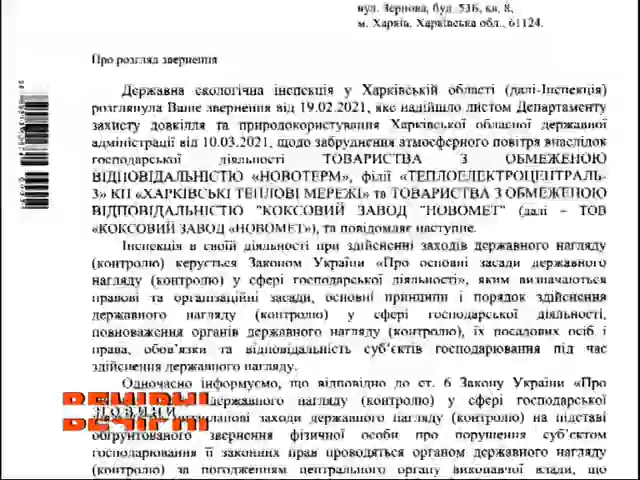 вул. Зернова, буд. 53Б, кв. 8,
м. Харків, Харківська обл., 61124.
Про розгляд звернення
Державна екологічна інспекція у Харківській області (далі-Інспекція)
розглянула Ваше звернення від 19.02.2021, яке надійшло листом Департаменту
захисту довкілля та природокористування Харківської обласної державної
адміністрації від 10.03.2021, щодо забруднення атмосферного повітря внаслідок
господарської діяльності ТОВАРИСТВА З ОБМЕЖЕНОЮ
ВІДПОВІДАЛЬНІСТЮ «НОВОТЕРМ», філії «ТЕПЛОЕЛЕКТРОЦЕНТРАЛЬ-
3» КП «ХАРКІВСЬКІ ТЕПЛОВІ МЕРЕЖІ» та ТОВАРИСТВА З ОБМЕЖЕНОЮ
ВІДПОВІДАЛЬНІСТЮ "КОКСОВИЙ ЗАВОД "НОВОМЕТ" (далі – ТОВ
«КОКСОВИЙ ЗАВОД «НОВОМЕТ»), та повідомляє наступне.
Інспекція в своїй діяльності при здійсненні заходів державного нагляду
(контролю) керується Законом України «Про основні засади державного
нагляду (контролю) у сфері господарської діяльності», яким визначаються
правові та організаційні засади, основні принципи і порядок здійснення
державного нагляду (контролю) у сфері господарської діяльності,
повноваження органів державного нагляду (контролю), їх посадових осіб і
права, обов'язки та відповідальність суб'єктів господарювання під час
здійснення державного нагляду.
Одночасно інформуємо, що відповідно до ст. 6 Закону України «Про
державного нагляду (контролю) у сфері господарської
заходи державного нагляду (контролю) на підставі
обґрунтованого звернення фізичної особи про порушення суб'єктом
господарювання її законних прав проводяться органом державного нагляду
(контролю) за погодженням центрального органу виконавчої влади, що
ВЕЧІРНІ
НОВИНИ